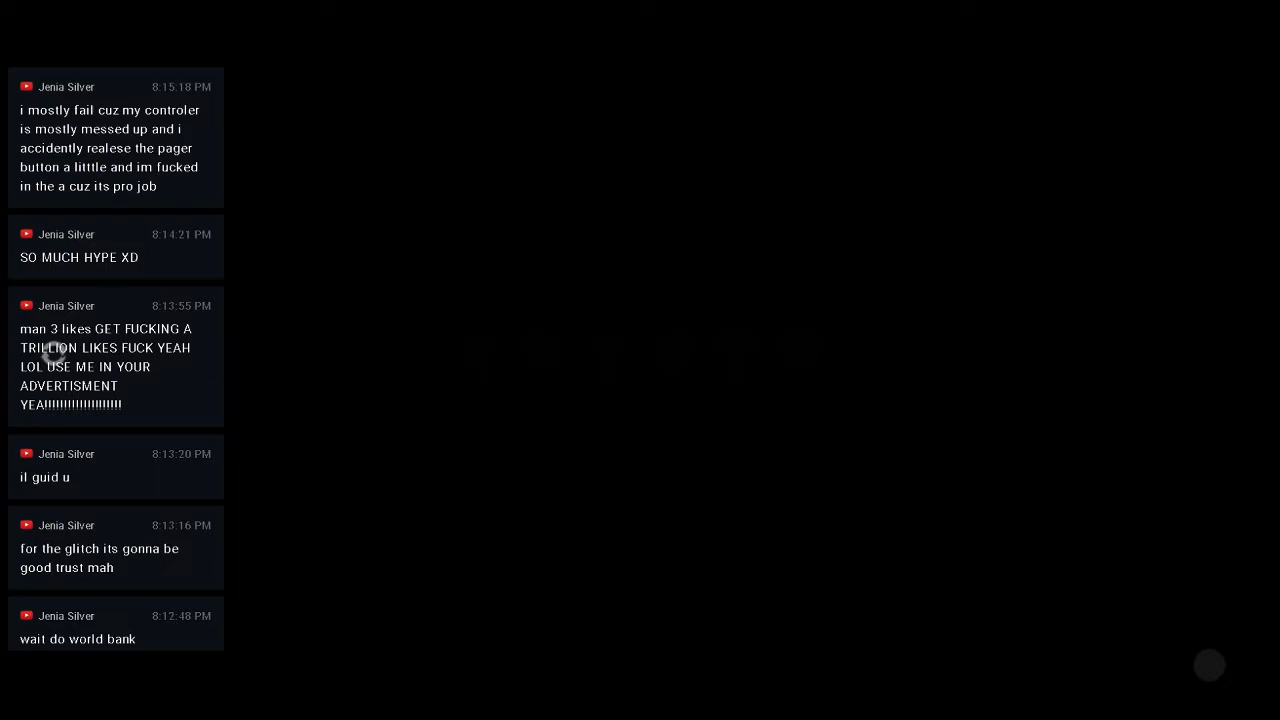 Jenia Silver 8:15:18 PM
i mostly fail cuz my controler
is mostly messed up and i
accidently realese the pager
button a litttle and im fucked
in the a cuz its pro job
Jenia Silver 8:14:21 PM
SO MUCH HYPE XD
Jenia Silver 8:13:55 PM
man 3 likes GET FUCKING A
TRILLION LIKES FUCK YEAH
LOL USE ME IN YOUR
ADVERTISMENT
YEA!!!!!!!!!!!!!!!!!!!!
Jenia Silver 8:13:20 PM
il guid u
Jenia Silver 8:13:16 PM
for the glitch its gonna be
good trust mah
Jenia Silver 8:12:48 PM
wait do world bank